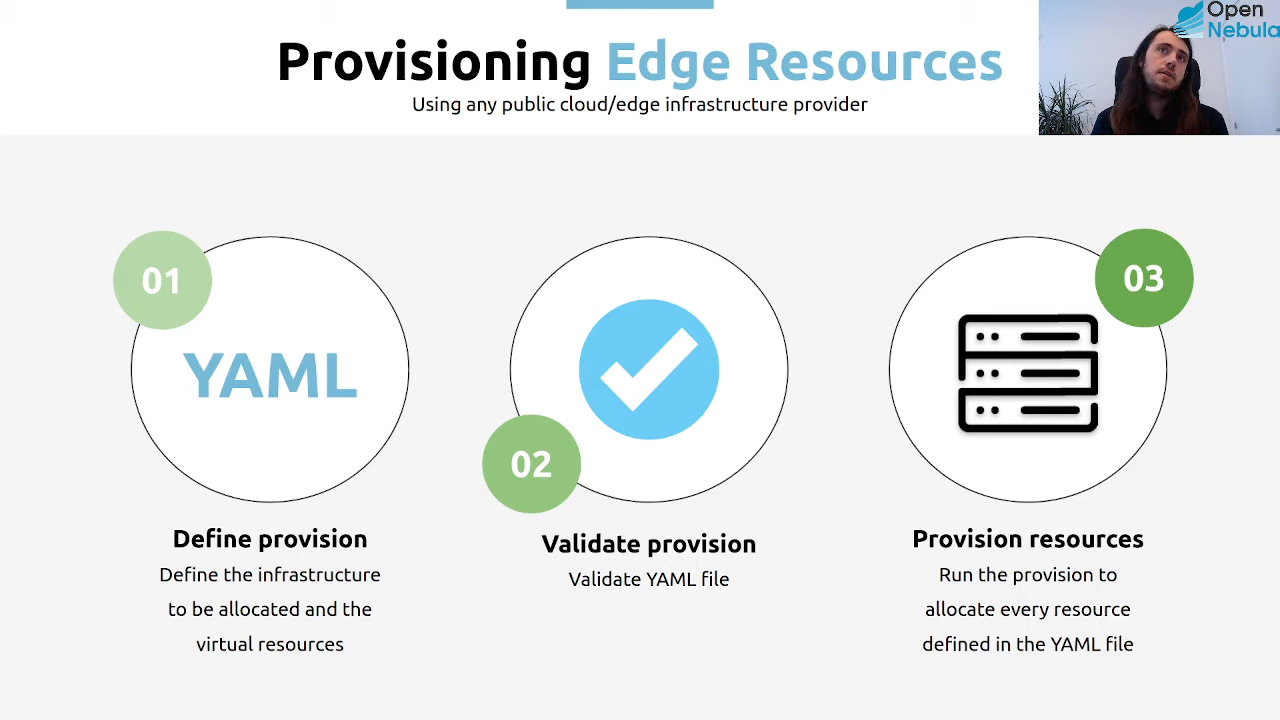 Provisioning Edge Resources
Using any public cloud/edge infrastructure provider
Open
Nebula
01
YAML
Define provision
Define the infrastructure
to be allocated and the
virtual resources
02
Validate provision
Validate YAML file
03
Provision resources
Run the provision to
allocate every resource
defined in the YAML file